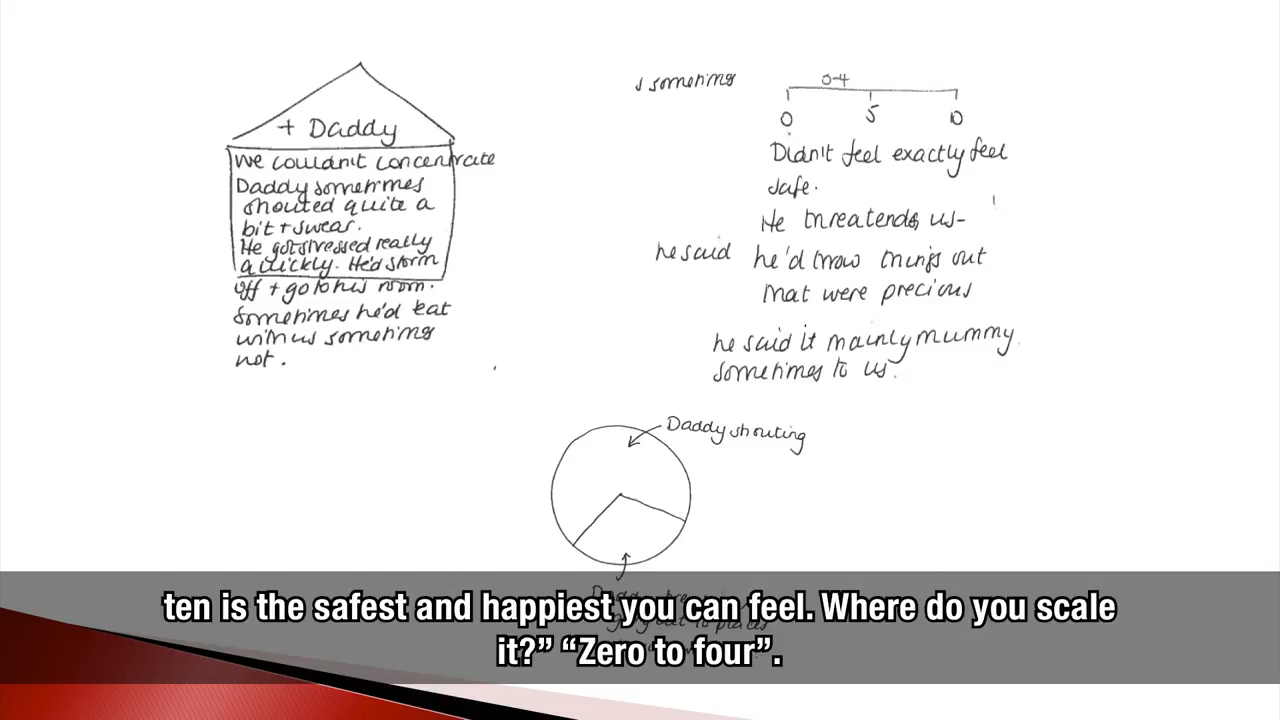 + Daddy
We couldn't concentrate
Daddy sometimes
shouted quite a
bit + swear.
He got stressed really
quickly. He'd storm
off + go to his room.
Sometimes he'd eat
with us sometimes
not.
sometimes
0-4
0 5 10
Didn't feel exactly feel
safe.
He threatends us-
he said he'd throw things out
that were precious
he said it mainly mummy
sometimes to us.
Daddy shouting
ten is the safest and happiest you can feel. Where do you scale
it?” “Zero to four”.